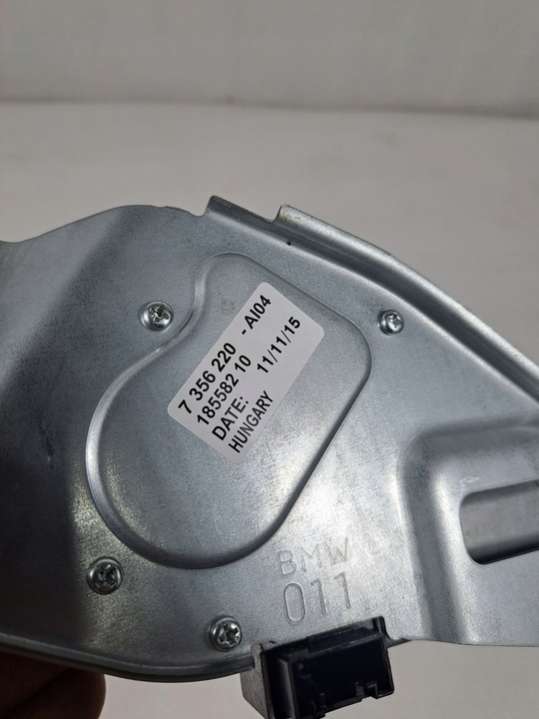 7 356 220 - AI04
18558210
DATE: 11/11/15
HUNGARY
BMW
011